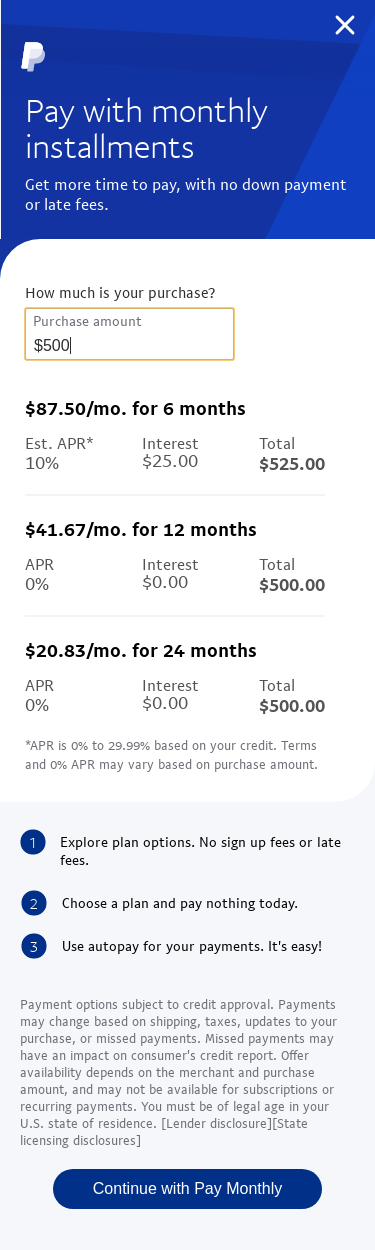 Pay with monthly
installments
Get more time to pay, with no down payment
or late fees.
How much is your purchase?
Purchase amount
$500
$87.50/mo. for 6 months
Est. APR* Interest Total
10% $25.00 $525.00
$41.67/mo. for 12 months
APR Interest Total
0% $0.00 $500.00
$20.83/mo. for 24 months
APR Interest Total
0% $0.00 $500.00
*APR is 0% to 29.99% based on your credit. Terms
and 0% APR may vary based on purchase amount.
1 Explore plan options. No sign up fees or late
fees.
2 Choose a plan and pay nothing today.
3 Use autopay for your payments. It's easy!
Payment options subject to credit approval. Payments
may change based on shipping, taxes, updates to your
purchase, or missed payments. Missed payments may
have an impact on consumer's credit report. Offer
availability depends on the merchant and purchase
amount, and may not be available for subscriptions or
recurring payments. You must be of legal age in your
U.S. state of residence. [Lender disclosure][State
licensing disclosures]
Continue with Pay Monthly